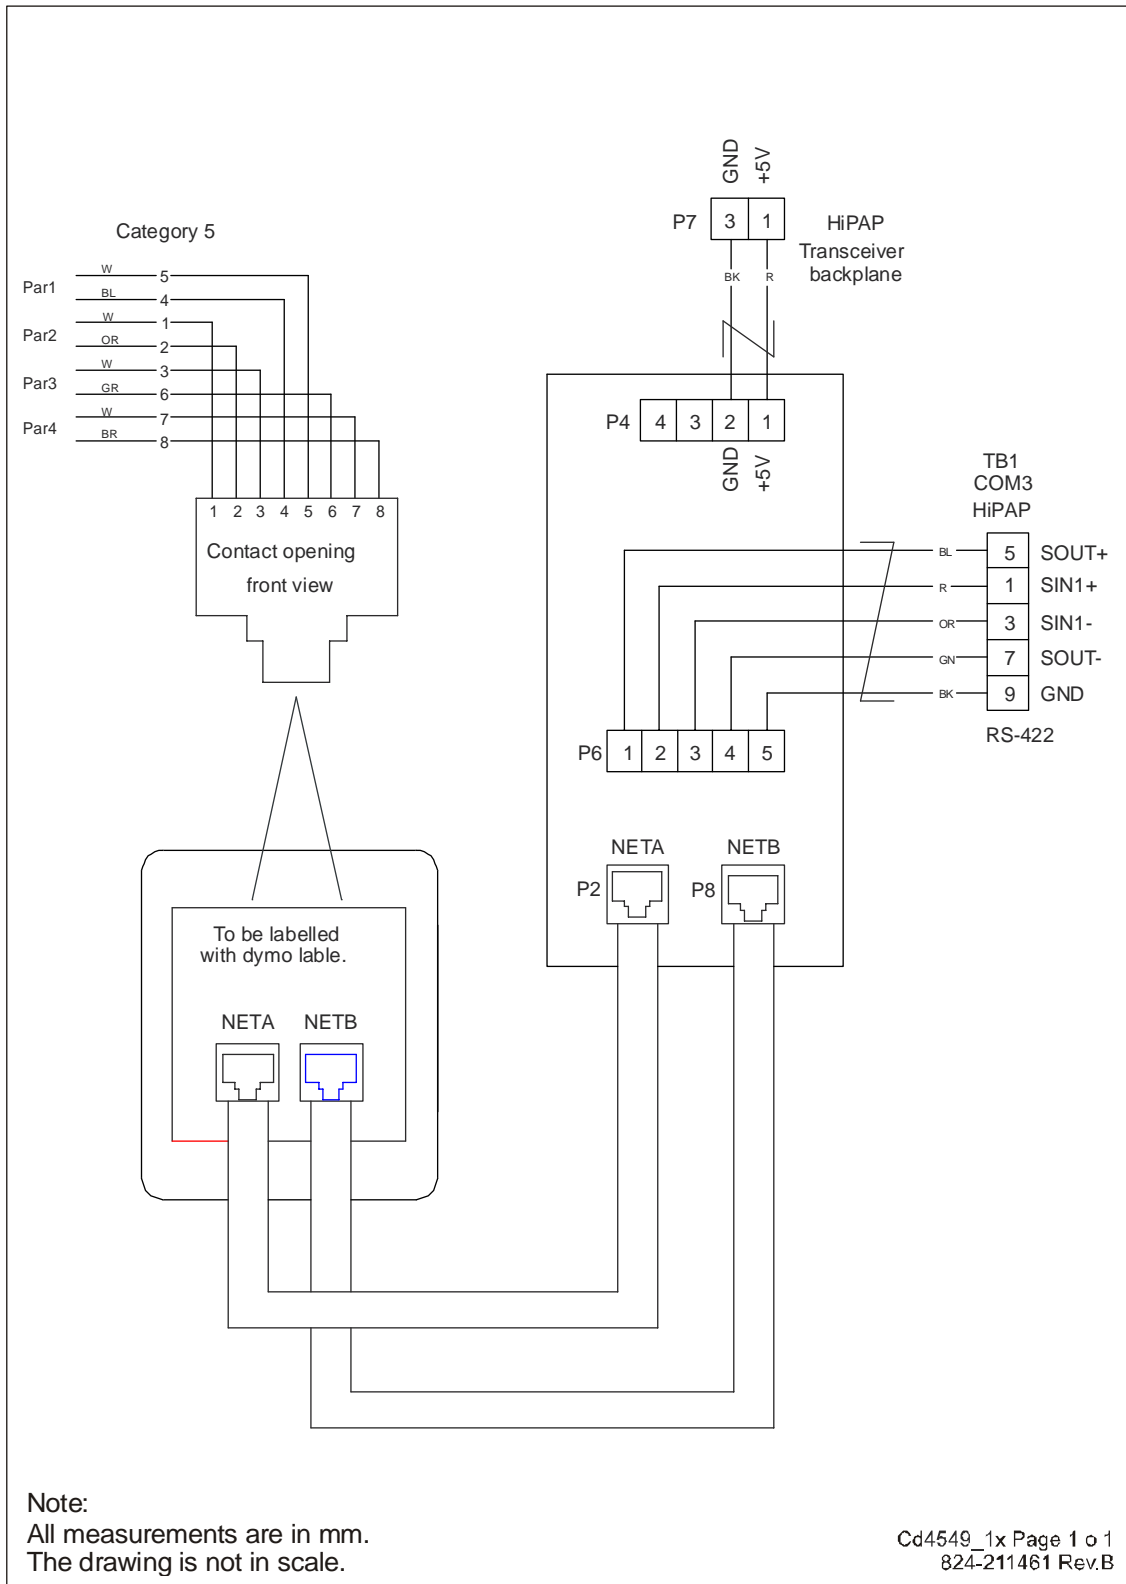 GND +5V
P7 3 1 HiPAP
Transceiver
backplane
BK R
Category 5
Par1 W 5
BL 4
Par2 W 1
OR 2
Par3 W 3
GR 6
Par4 W 7
BR 8
1 2 3 4 5 6 7 8
Contact opening
front view
P4 4 3 2 1
GND +5V
TB1
COM3
HiPAP
BL 5 SOUT+
R 1 SIN1+
OR 3 SIN1-
GN 7 SOUT-
BK 9 GND
RS-422
P6 1 2 3 4 5
NETA NETB
P2 P8
To be labelled
with dymo lable.
NETA NETB
Note:
All measurements are in mm.
The drawing is not in scale.
Cd4549_1x Page 1 o 1
824-211461 Rev.B